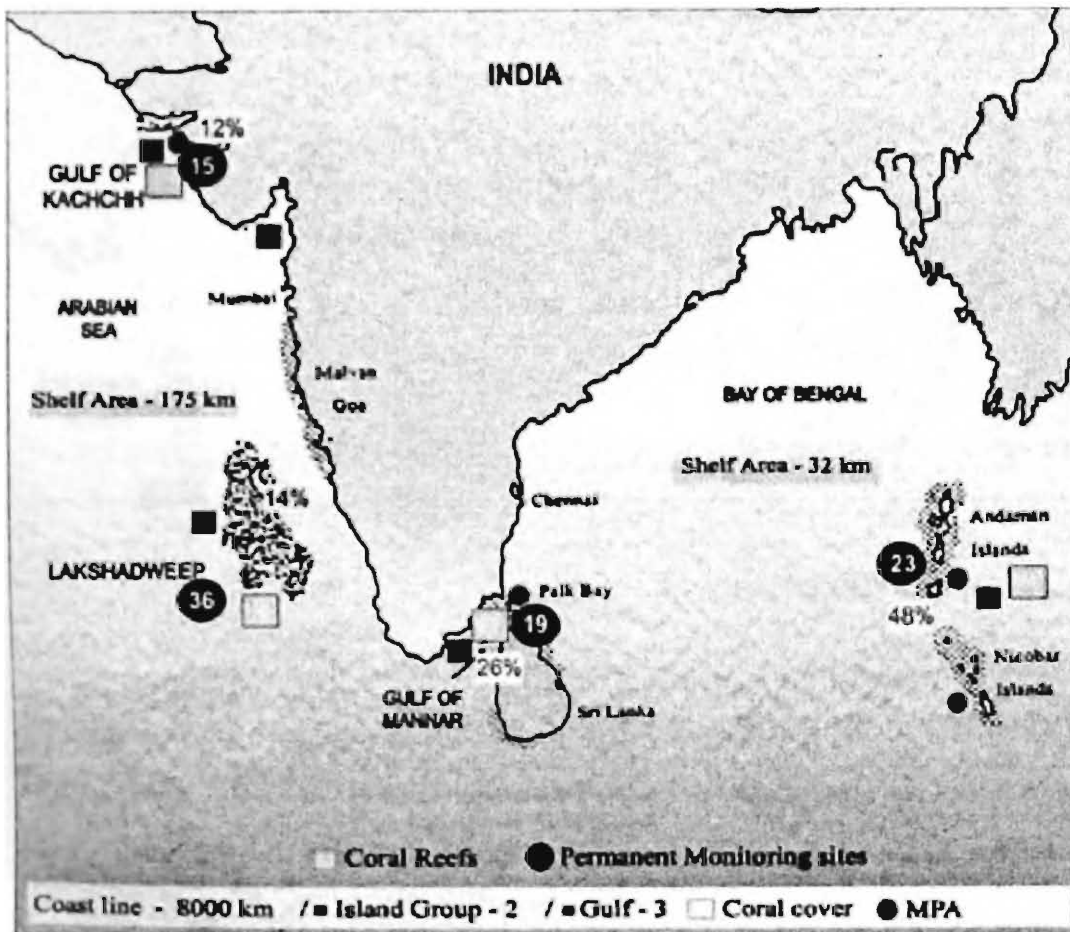 INDIA
12%
15
GULF OF
KACHCHH
Mumbai
ARABIAN
SEA
Malvan
Goa
Shelf Area - 175 km
BAY OF BENGAL
Shelf Area - 32 km
14%
Chennai
Andaman
Islands
LAKSHADWEEP
36
23
48%
Palk Bay
19
26%
GULF OF
MANNAR
Sri Lanka
Nicobar
Islands
Coral Reefs
Permanent Monitoring sites
Coast line - 8000 km / Island Group - 2 / Gulf - 3 Coral cover MPA